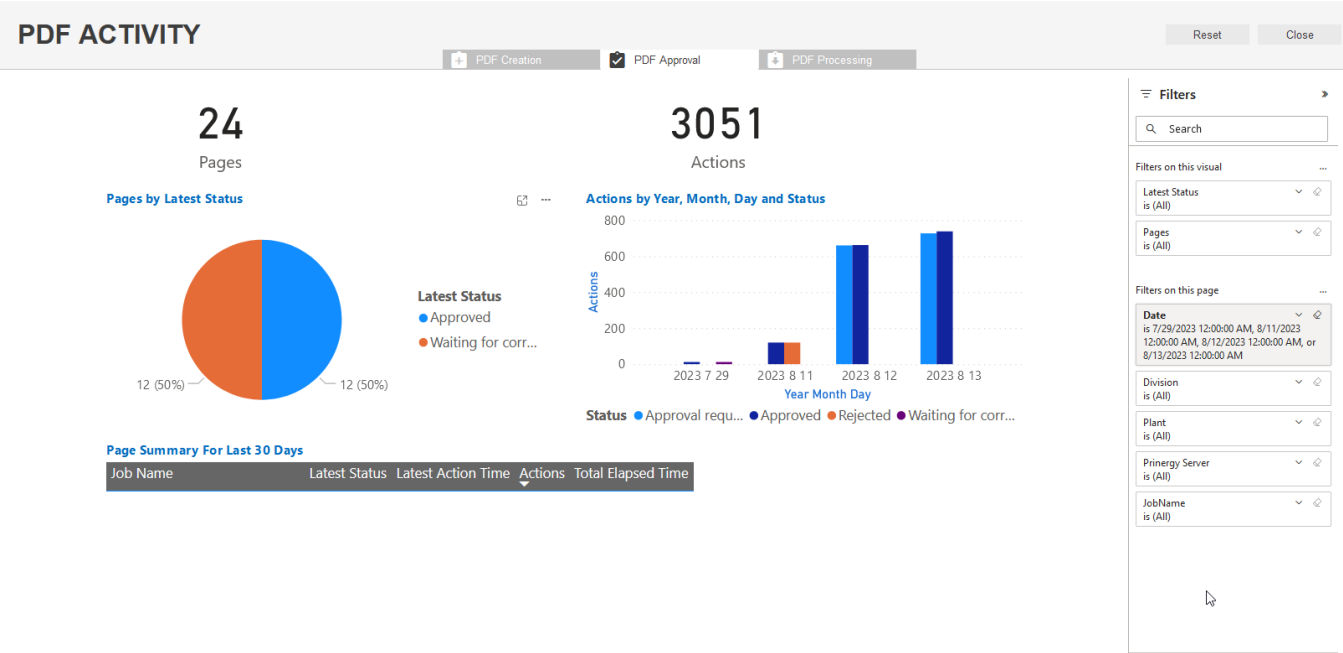 PDF ACTIVITY
Reset
Close
PDF Creation
PDF Approval
PDF Processing
24
Pages
3051
Actions
Pages by Latest Status
Latest Status
Approved
Waiting for corr...
12 (50%)
12 (50%)
Actions by Year, Month, Day and Status
800
600
400
200
0
Actions
2023 7 29
2023 8 11
2023 8 12
2023 8 13
Year Month Day
Status Approval requ... Approved Rejected Waiting for corr...
Page Summary For Last 30 Days
Job Name Latest Status Latest Action Time Actions Total Elapsed Time
Filters
Search
Filters on this visual
Latest Status
is (All)
Pages
is (All)
Filters on this page
Date
is 7/29/2023 12:00:00 AM, 8/11/2023
12:00:00 AM, 8/12/2023 12:00:00 AM, or
8/13/2023 12:00:00 AM
Division
is (All)
Plant
is (All)
Prinergy Server
is (All)
JobName
is (All)